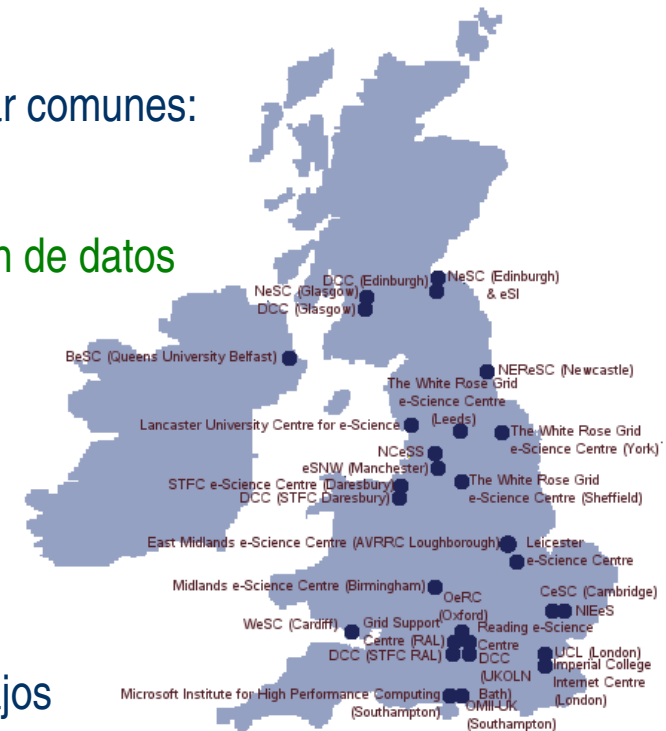 ar comunes:
n de datos
DCC (Edinburgh)
NeSC (Edinburgh)
& eSI
NeSC (Glasgow)
DCC (Glasgow)
BeSC (Queens University Belfast)
NEReSC (Newcastle)
The White Rose Grid
e-Science Centre
(Leeds)
Lancaster University Centre for e-Science
The White Rose Grid
e-Science Centre (York)
NCeSS
eSNW (Manchester)
STFC e-Science Centre (Daresbury)
DCC (STFC Daresbury)
The White Rose Grid
e-Science Centre (Sheffield)
East Midlands e-Science Centre (AVRRC Loughborough)
Leicester
e-Science Centre
Midlands e-Science Centre (Birmingham)
CeSC (Cambridge)
NIEeS
OeRC
(Oxford)
WeSC (Cardiff)
Grid Support
Centre (RAL)
DCC (STFC RAL)
Reading e-Science
Centre
DCC
(UKOLN
Bath)
UCL (London)
Imperial College
Internet Centre
(London)
ajos
Microsoft Institute for High Performance Computing
(Southampton)
OMII-UK
(Southampton)